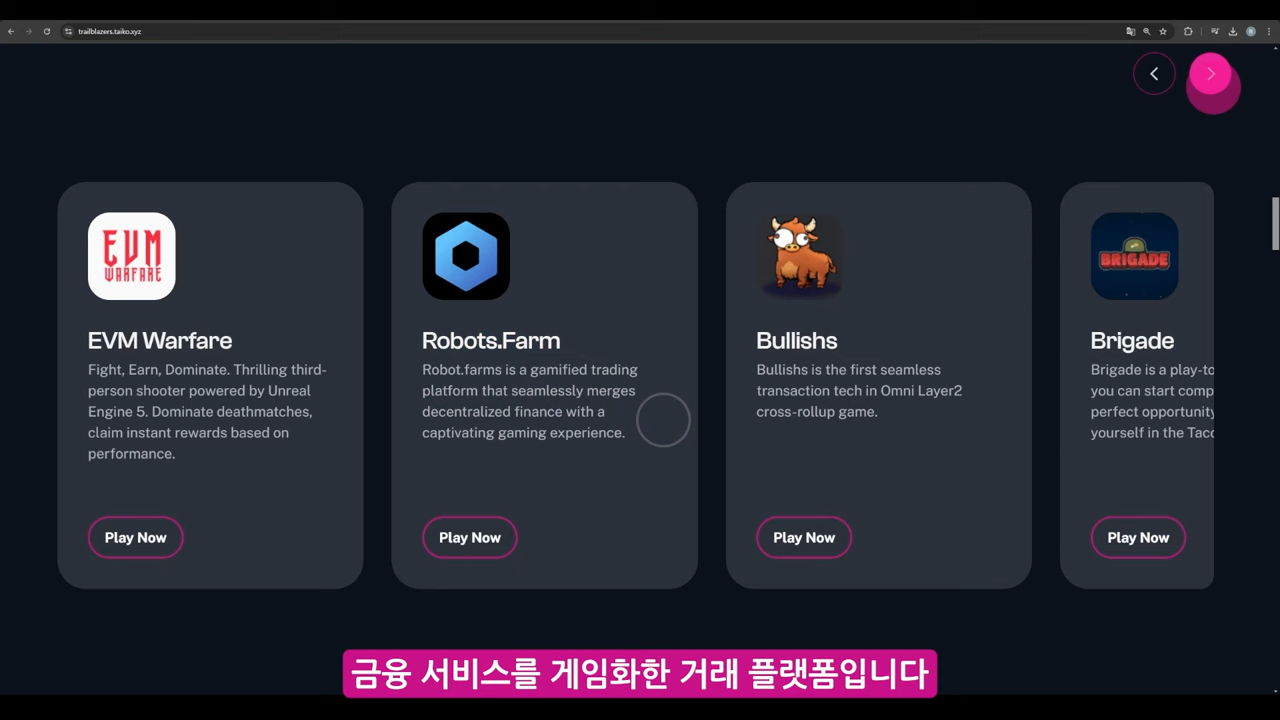 trailblazers.taiko.xyz
EVM
WARFARE
EVM Warfare
Fight, Earn, Dominate. Thrilling third-
person shooter powered by Unreal
Engine 5. Dominate deathmatches,
claim instant rewards based on
performance.
Play Now
Robots.Farm
Robot.farms is a gamified trading
platform that seamlessly merges
decentralized finance with a
captivating gaming experience.
Play Now
Bullishs
Bullishs is the first seamless
transaction tech in Omni Layer2
cross-rollup game.
Play Now
BRIGADE
Brigade
Brigade is a play-to
you can start comp
perfect opportunity
yourself in the Taco
Play Now
금융 서비스를 게임화한 거래 플랫폼입니다